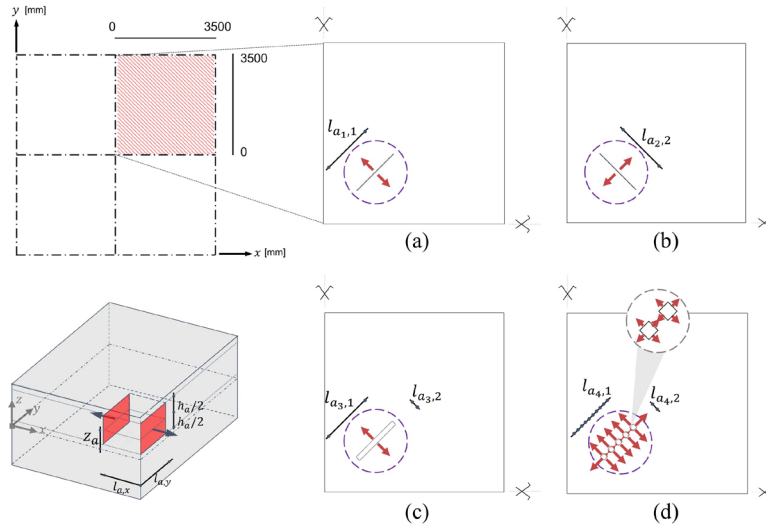 y [mm]
0
3500
3500
0
x [mm]
l_{a_1,1}
(a)
l_{a_2,2}
(b)
z
y
x
h_a/2
h_a/2
z_a
l_{a,x}
l_{a,y}
l_{a_3,1}
l_{a_3,2}
(c)
l_{a_4,1}
l_{a_4,2}
(d)